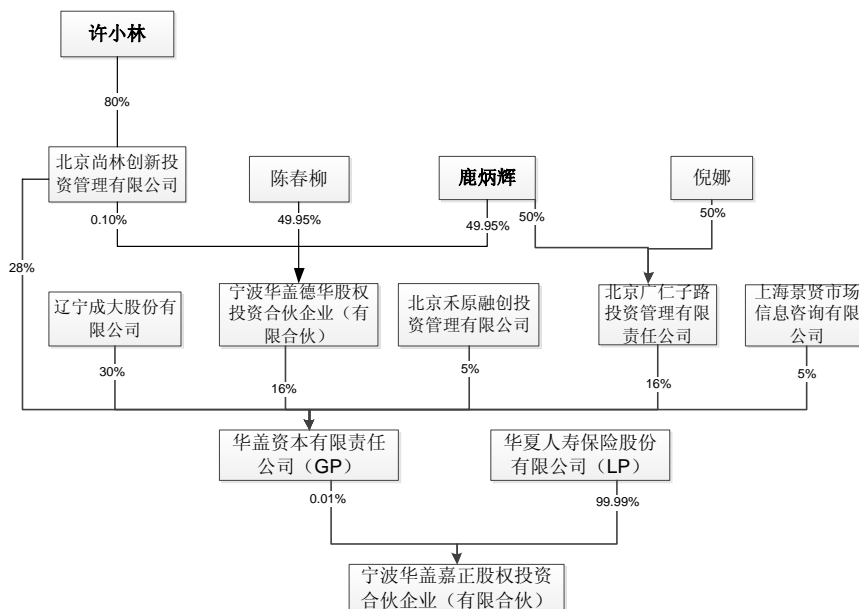 许小林
80%
北京尚林创新投
资管理有限公司
陈春柳
鹿炳辉
倪娜
0.10%
49.95%
49.95%
50%
50%
28%
辽宁成大股份有
限公司
宁波华盖德华股权
投资合伙企业（有
限合伙）
北京禾原融创投
资管理有限公司
北京广仁子路
投资管理有限
责任公司
上海景贤市场
信息咨询有限
公司
30%
16%
5%
16%
5%
华盖资本有限责任
公司（GP）
华夏人寿保险股份
有限公司（LP）
0.01%
99.99%
宁波华盖嘉正股权投资
合伙企业（有限合伙）